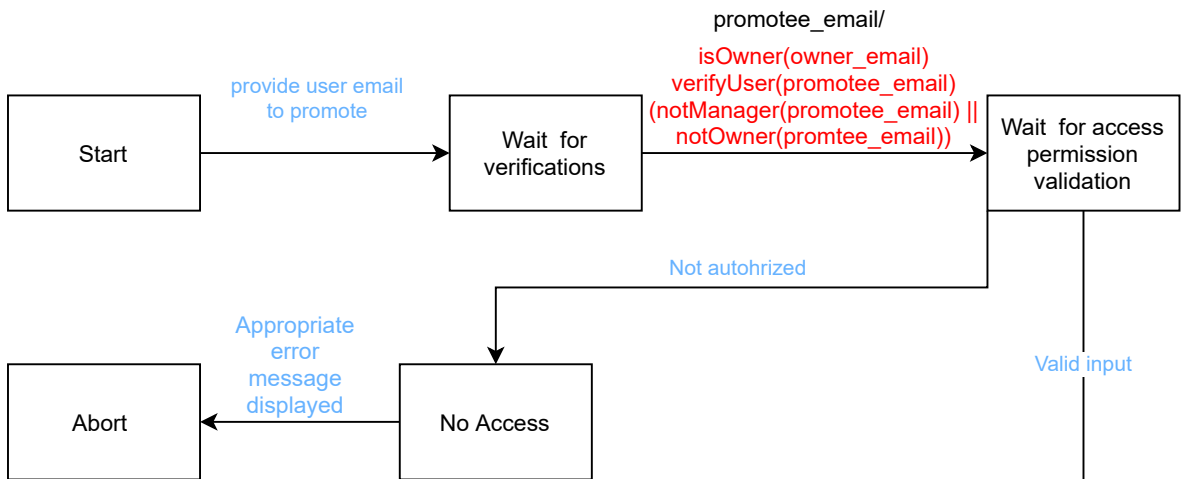 promotee_email/
isOwner(owner_email)
verifyUser(promotee_email)
(notManager(promotee_email) ||
notOwner(promtee_email))
provide user email
to promote
Start
Wait for
verifications
Wait for access
permission
validation
Not autohrized
Appropriate
error
message
displayed
Valid input
Abort
No Access